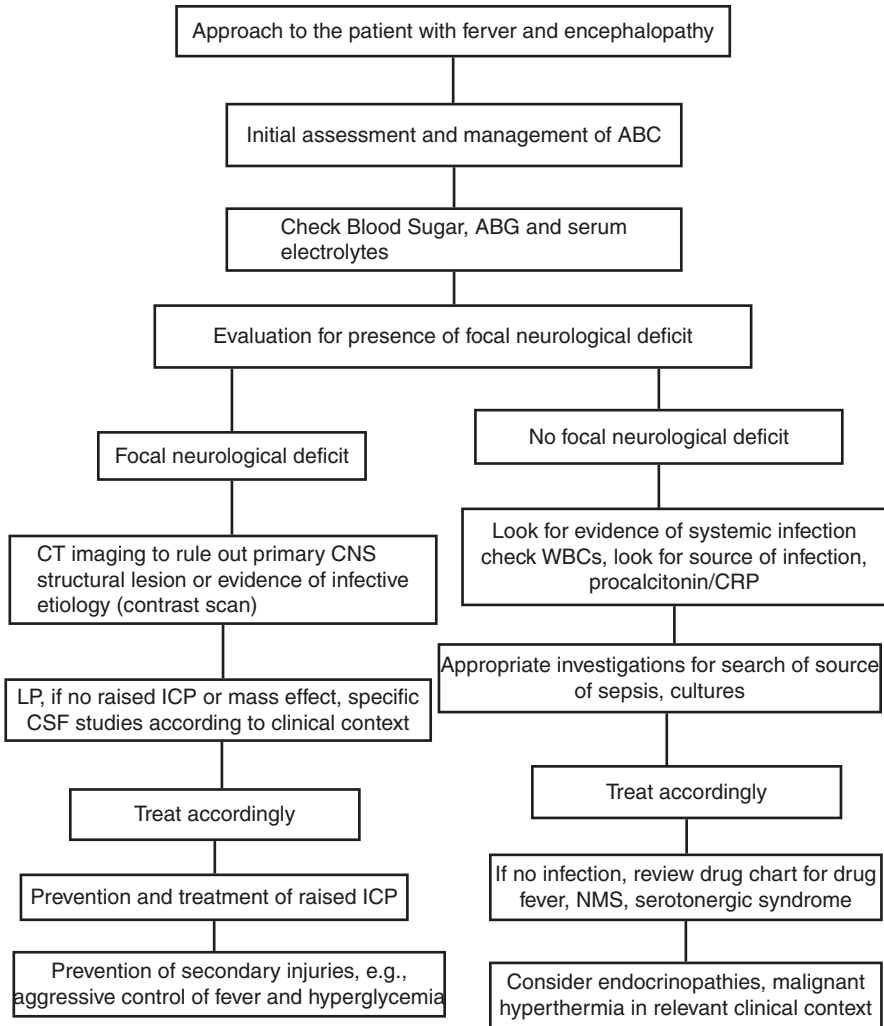 Approach to the patient with ferver and encephalopathy
Initial assessment and management of ABC
Check Blood Sugar, ABG and serum
electrolytes
Evaluation for presence of focal neurological deficit
Focal neurological deficit
CT imaging to rule out primary CNS
structural lesion or evidence of infective
etiology (contrast scan)
LP, if no raised ICP or mass effect, specific
CSF studies according to clinical context
Treat accordingly
Prevention and treatment of raised ICP
Prevention of secondary injuries, e.g.,
aggressive control of fever and hyperglycemia
No focal neurological deficit
Look for evidence of systemic infection
check WBCs, look for source of infection,
procalcitonin/CRP
Appropriate investigations for search of source
of sepsis, cultures
Treat accordingly
If no infection, review drug chart for drug
fever, NMS, serotonergic syndrome
Consider endocrinopathies, malignant
hyperthermia in relevant clinical context